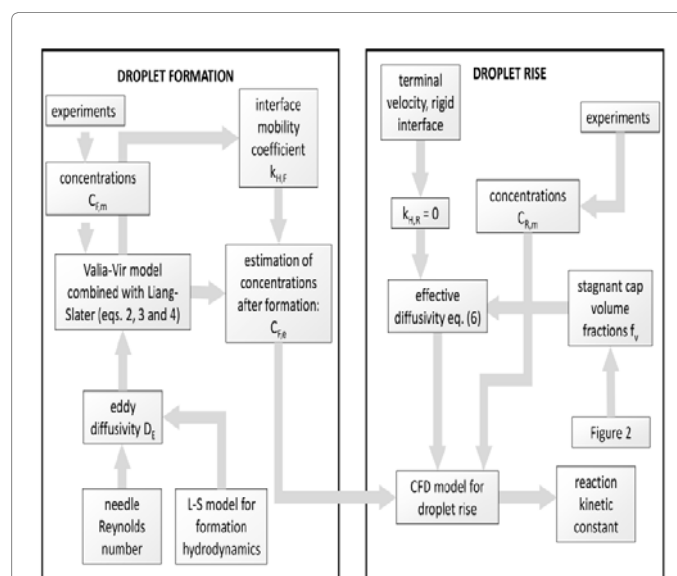 DROPLET FORMATION
experiments
concentrations
C_F,m
interface
mobility
coefficient
k_H,F
Valia-Vir model
combined with Liang-
Slater (eqs. 2, 3 and 4)
estimation of
concentrations
after formation:
C_F,e
eddy
diffusivity D_E
needle
Reynolds
number
L-S model for
formation
hydrodynamics
DROPLET RISE
terminal
velocity, rigid
interface
experiments
k_H,R = 0
concentrations
C_R,m
effective
diffusivity eq. (6)
stagnant cap
volume
fractions f_v
Figure 2
CFD model for
droplet rise
reaction
kinetic
constant